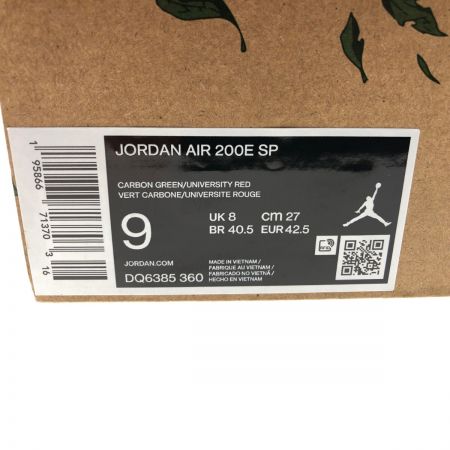 JORDAN AIR 200E SP
CARBON GREEN/UNIVERSITY RED
VERT CARBONE/UNIVERSITE ROUGE
9
UK 8 cm 27
BR 40.5 EUR 42.5
JORDAN.COM
DQ6385 360
MADE IN VIETNAM /
FABRIQUE AU VIETNAM /
FABRICADO NO VIETNÃ /
HECHO EN VIETNAM
1 95866 71370 3 16